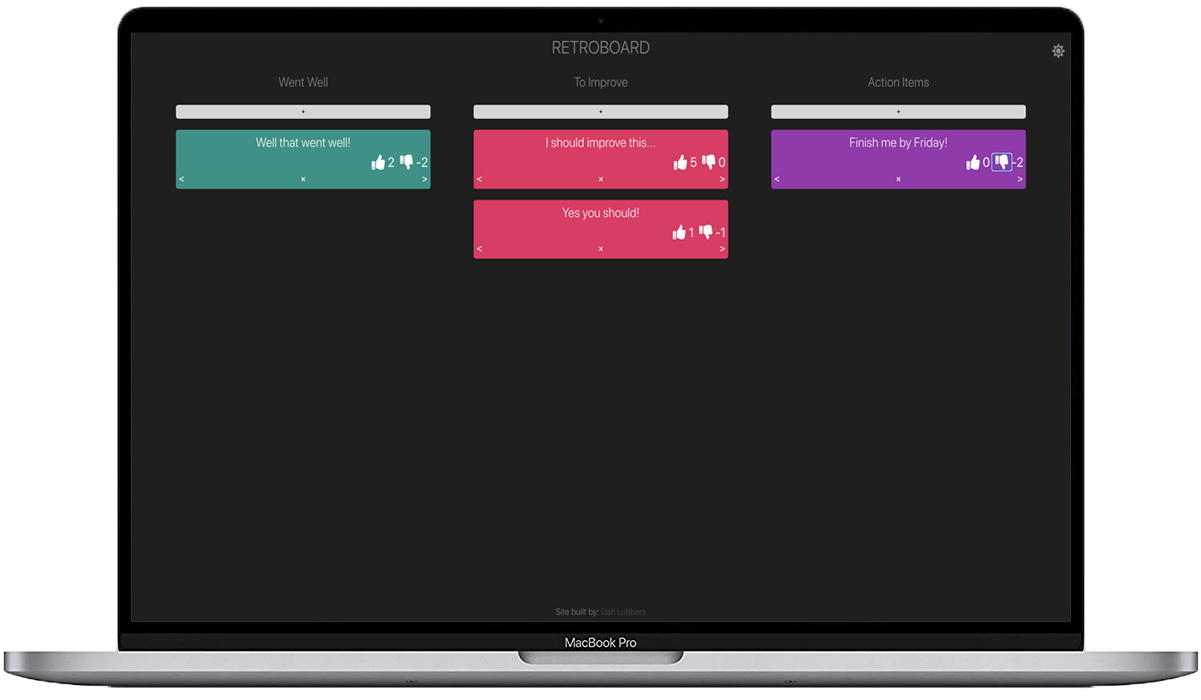 RETROBOARD
Went Well
To Improve
Action Items
+
+
+
Well that went well!
2 -2
< × >
I should improve this...
5 0
< × >
Finish me by Friday!
0 -2
< × >
Yes you should!
1 -1
< × >
Site built by: Dan Lubbers
MacBook Pro